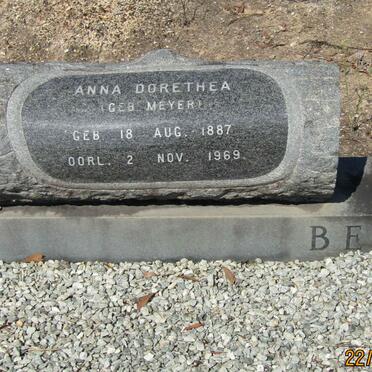 ANNA DORETHEA
(GEB. MEYER)
GEB. 18 AUG. 1887
OORL. 2 NOV. 1969
BE
22/